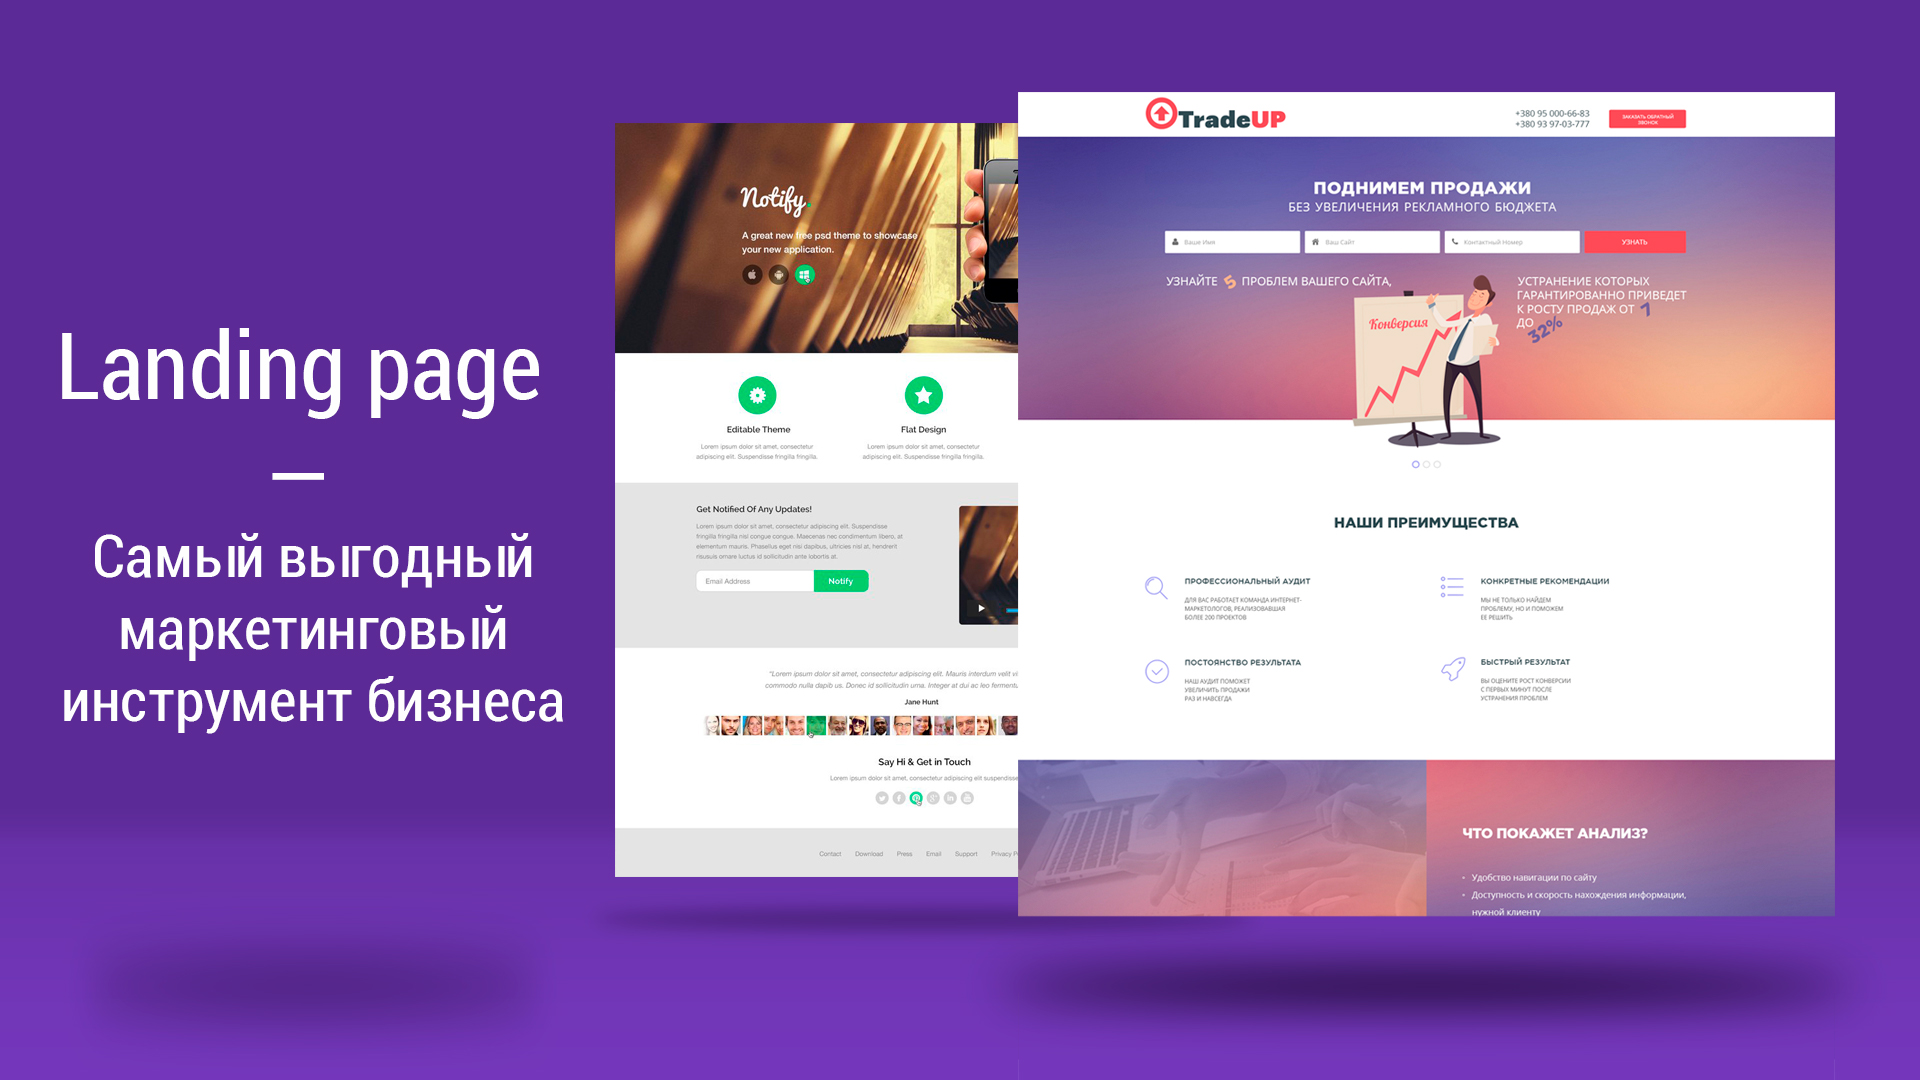 Landing page
—
Самый выгодный
маркетинговый
инструмент бизнеса
Notify.
A great new free psd theme to showcase
your new application.
Editable Theme
Lorem ipsum dolor sit amet, consectetur
adipiscing elit. Suspendisse fringilla fringilla.
Flat Design
Lorem ipsum dolor sit amet, consectetur
adipiscing elit. Suspendisse fringilla fringilla.
Get Notified Of Any Updates!
Lorem ipsum dolor sit amet, consectetur adipiscing elit. Suspendisse
fringilla fringilla nisl congue congue. Maecenas nec condimentum libero, at
elementum mauris. Phasellus eget nisl dapibus, ultricies nisl at, hendrerit
risusuis ornare luctus id sollicitudin ante lobortis at.
Email Address
Notify
"Lorem ipsum dolor sit amet, consectetur adipiscing elit. Mauris interdum velit vi
commodo nulla dapib us. Donec id sollicitudin urna. Integer at dui ac leo fermentu
Jane Hunt
Say Hi & Get in Touch
Lorem ipsum dolor sit amet, consectetur adipiscing elit suspendisse
Contact Download Press Email Support Privacy P
TradeUP
+380 95 000-66-83
+380 93 97-03-777
ЗАКАЗАТЬ ОБРАТНЫЙ
ЗВОНОК
ПОДНИМЕМ ПРОДАЖИ
БЕЗ УВЕЛИЧЕНИЯ РЕКЛАМНОГО БЮДЖЕТА
Ваше Имя
Ваш Сайт
Контактный Номер
УЗНАТЬ
УЗНАЙТЕ 5 ПРОБЛЕМ ВАШЕГО САЙТА,
УСТРАНЕНИЕ КОТОРЫХ
ГАРАНТИРОВАННО ПРИВЕДЕТ
К РОСТУ ПРОДАЖ ОТ 7
ДО 32%
Конверсия
НАШИ ПРЕИМУЩЕСТВА
ПРОФЕССИОНАЛЬНЫЙ АУДИТ
ДЛЯ ВАС РАБОТАЕТ КОМАНДА ИНТЕРНЕТ-
МАРКЕТОЛОГОВ, РЕАЛИЗОВАВШАЯ
БОЛЕЕ 200 ПРОЕКТОВ
КОНКРЕТНЫЕ РЕКОМЕНДАЦИИ
МЫ НЕ ТОЛЬКО НАЙДЕМ
ПРОБЛЕМУ, НО И ПОМОЖЕМ
ЕЕ РЕШИТЬ
ПОСТОЯНСТВО РЕЗУЛЬТАТА
НАШ АУДИТ ПОМОЖЕТ
УВЕЛИЧИТЬ ПРОДАЖИ
РАЗ И НАВСЕГДА
БЫСТРЫЙ РЕЗУЛЬТАТ
ВЫ ОЦЕНИТЕ РОСТ КОНВЕРСИИ
С ПЕРВЫХ МИНУТ ПОСЛЕ
УСТРАНЕНИЯ ПРОБЛЕМ
ЧТО ПОКАЖЕТ АНАЛИЗ?
• Удобство навигации по сайту
• Доступность и скорость нахождения информации,
нужной клиенту